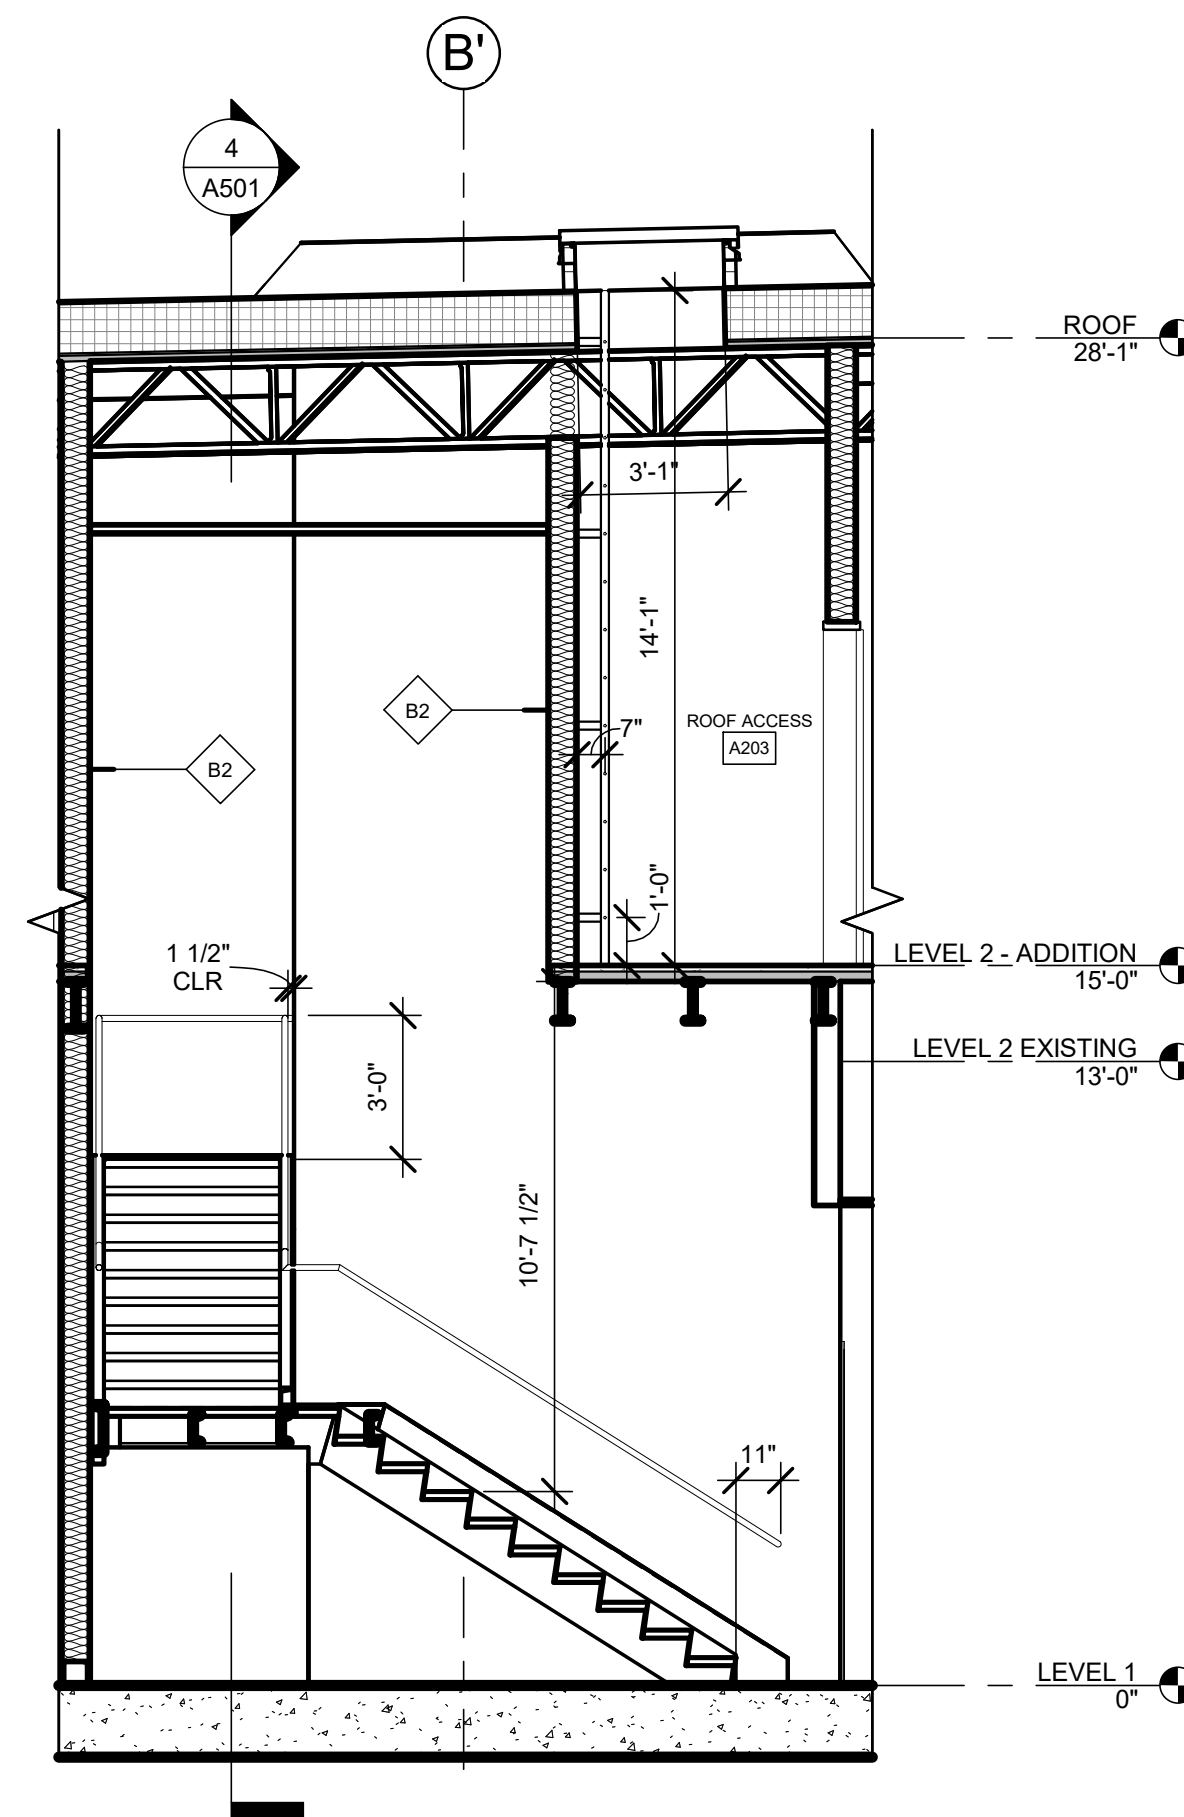 B'
4
A501
ROOF
28'-1"
3'-1"
14'-1"
B2
7"
ROOF ACCESS
A203
B2
1'-0"
1 1/2"
CLR
LEVEL 2 - ADDITION
15'-0"
3'-0"
LEVEL 2 EXISTING
13'-0"
10'-7 1/2"
11"
LEVEL 1
0"